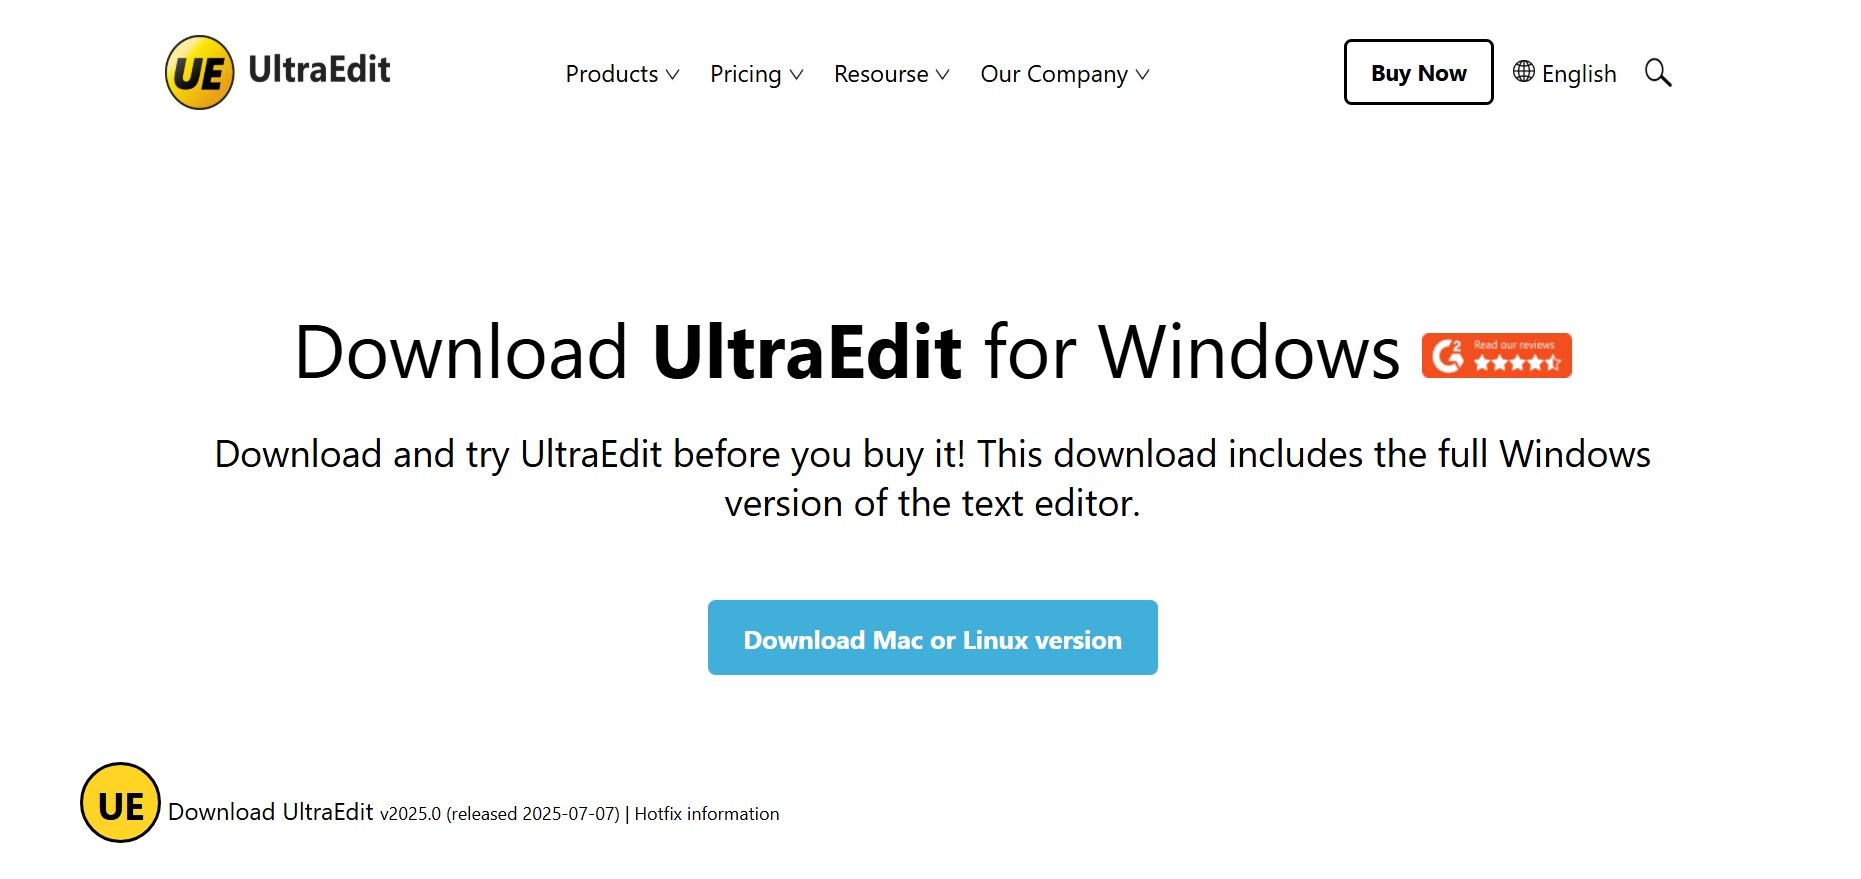 UE UltraEdit
Products Pricing Resourse Our Company
Buy Now English
Download UltraEdit for Windows
G2 Read our reviews
Download and try UltraEdit before you buy it! This download includes the full Windows
version of the text editor.
Download Mac or Linux version
UE Download UltraEdit v2025.0 (released 2025-07-07) | Hotfix information